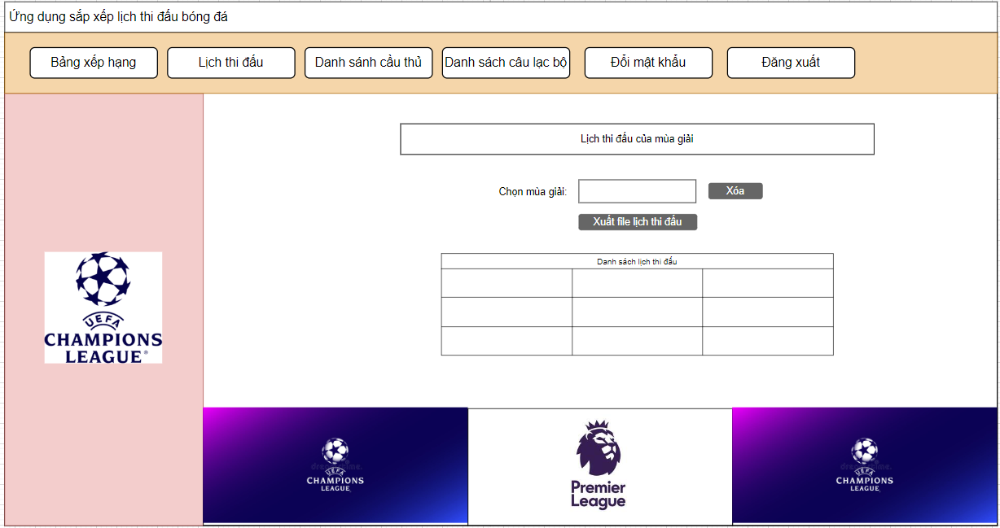 Ứng dụng sắp xếp lịch thi đấu bóng đá
Bảng xếp hạng
Lịch thi đấu
Danh sánh cầu thủ
Danh sách câu lạc bộ
Đổi mật khẩu
Đăng xuất
Lịch thi đấu của mùa giải
Chọn mùa giải:
Xóa
Xuất file lịch thi đấu
Danh sách lịch thi đấu
UEFA
CHAMPIONS
LEAGUE
UEFA
CHAMPIONS
LEAGUE
Premier
League
UEFA
CHAMPIONS
LEAGUE